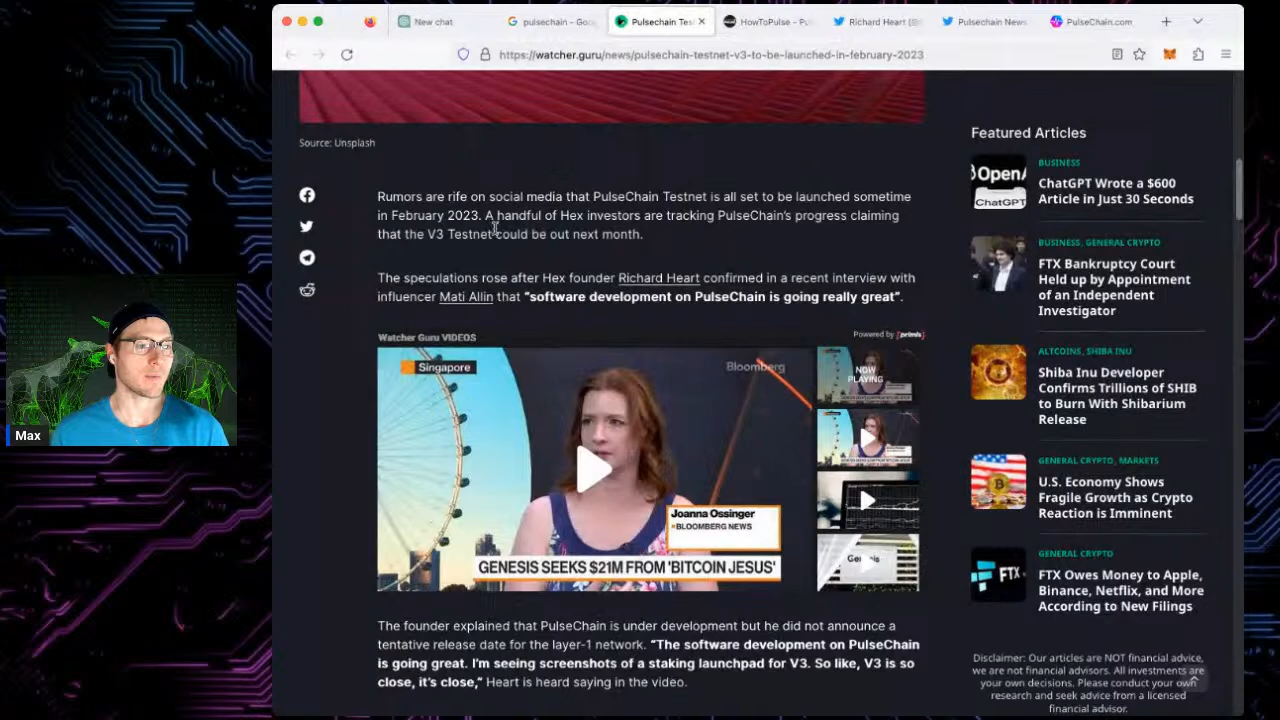 New chat
pulsechain - Goo
Pulsechain Tes
HowToPulse - Pu
Richard Heart (@
Pulsechain News
PulseChain.com
https://watcher.guru/news/pulsechain-testnet-v3-to-be-launched-in-february-2023
Source: Unsplash
Rumors are rife on social media that PulseChain Testnet is all set to be launched sometime
in February 2023. A handful of Hex investors are tracking PulseChain's progress claiming
that the V3 Testnet could be out next month.
The speculations rose after Hex founder Richard Heart confirmed in a recent interview with
influencer Mati Allin that “software development on PulseChain is going really great”.
Watcher Guru VIDEOS
Powered by [primis]
Singapore
Bloomberg
NOW
PLAYING
Joanna Ossinger
BLOOMBERG NEWS
GENESIS SEEKS $21M FROM 'BITCOIN JESUS'
The founder explained that PulseChain is under development but he did not announce a
tentative release date for the layer-1 network. “The software development on PulseChain
is going great. I’m seeing screenshots of a staking launchpad for V3. So like, V3 is so
close, it’s close,” Heart is heard saying in the video.
Featured Articles
OpenA
ChatGPT
BUSINESS
ChatGPT Wrote a $600
Article in Just 30 Seconds
BUSINESS, GENERAL CRYPTO
FTX Bankruptcy Court
Held up by Appointment
of an Independent
Investigator
ALTCOINS, SHIBA INU
Shiba Inu Developer
Confirms Trillions of SHIB
to Burn With Shibarium
Release
GENERAL CRYPTO, MARKETS
U.S. Economy Shows
Fragile Growth as Crypto
Reaction is Imminent
GENERAL CRYPTO
FTX
FTX Owes Money to Apple,
Binance, Netflix, and More
According to New Filings
Disclaimer: Our articles are NOT financial advice,
we are not financial advisors. All investments are
your own decisions. Please conduct your own
research and seek advice from a licensed
financial advisor.
Max